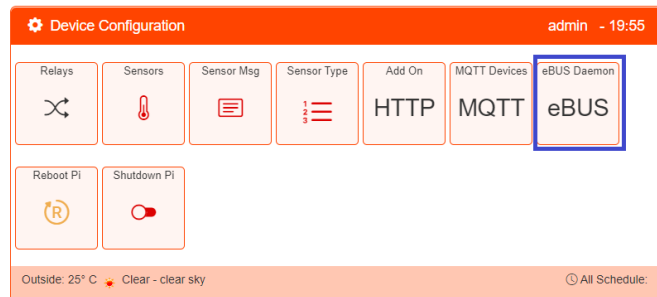 Device Configuration admin - 19:55
Relays Sensors Sensor Msg Sensor Type Add On MQTT Devices eBUS Daemon
1
2
3
HTTP MQTT eBUS
Reboot Pi Shutdown Pi
R
Outside: 25° C Clear - clear sky All Schedule: